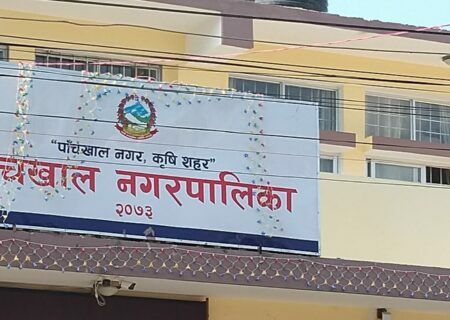 "पाँचखाल नगर, कृषि शहर"
चखाल नगरपालिका
२०७३